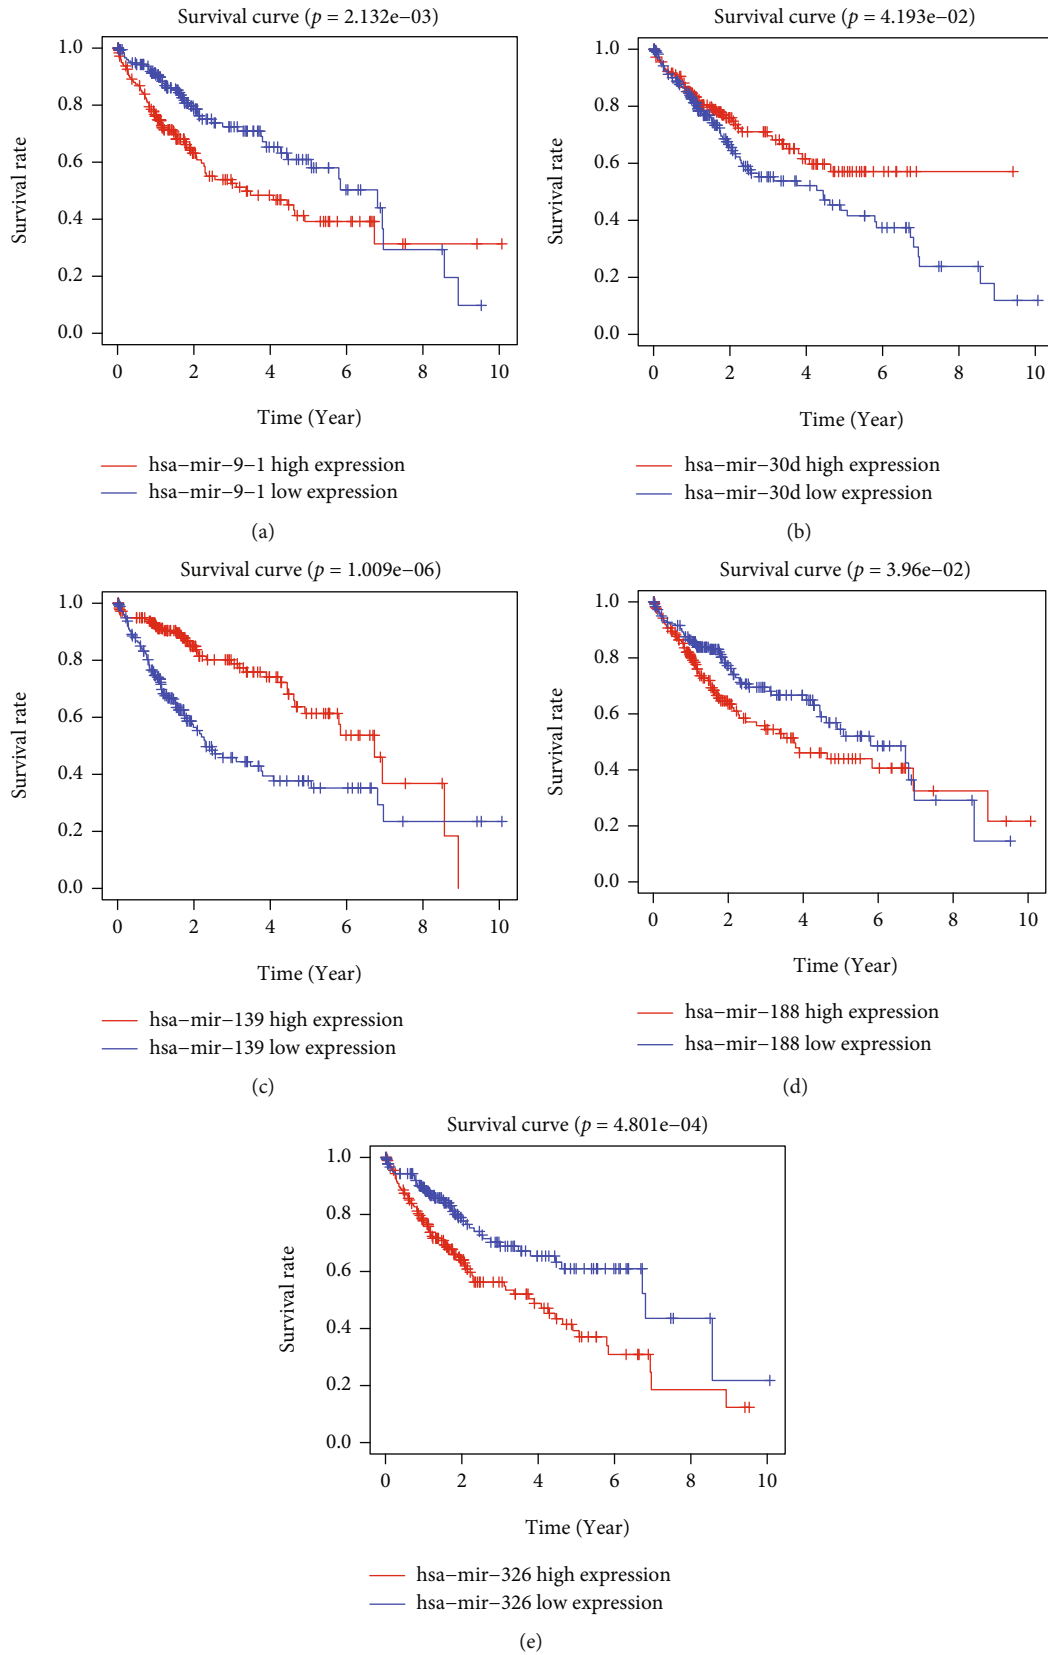 Survival curve (p = 2.132e−03)
1.0
0.8
0.6
0.4
0.2
0.0
Survival rate
0 2 4 6 8 10
Time (Year)
hsa−mir−9−1 high expression
hsa−mir−9−1 low expression
(a)
Survival curve (p = 4.193e−02)
1.0
0.8
0.6
0.4
0.2
0.0
Survival rate
0 2 4 6 8 10
Time (Year)
hsa−mir−30d high expression
hsa−mir−30d low expression
(b)
Survival curve (p = 1.009e−06)
1.0
0.8
0.6
0.4
0.2
0.0
Survival rate
0 2 4 6 8 10
Time (Year)
hsa−mir−139 high expression
hsa−mir−139 low expression
(c)
Survival curve (p = 3.96e−02)
1.0
0.8
0.6
0.4
0.2
0.0
Survival rate
0 2 4 6 8 10
Time (Year)
hsa−mir−188 high expression
hsa−mir−188 low expression
(d)
Survival curve (p = 4.801e−04)
1.0
0.8
0.6
0.4
0.2
0.0
Survival rate
0 2 4 6 8 10
Time (Year)
hsa−mir−326 high expression
hsa−mir−326 low expression
(e)